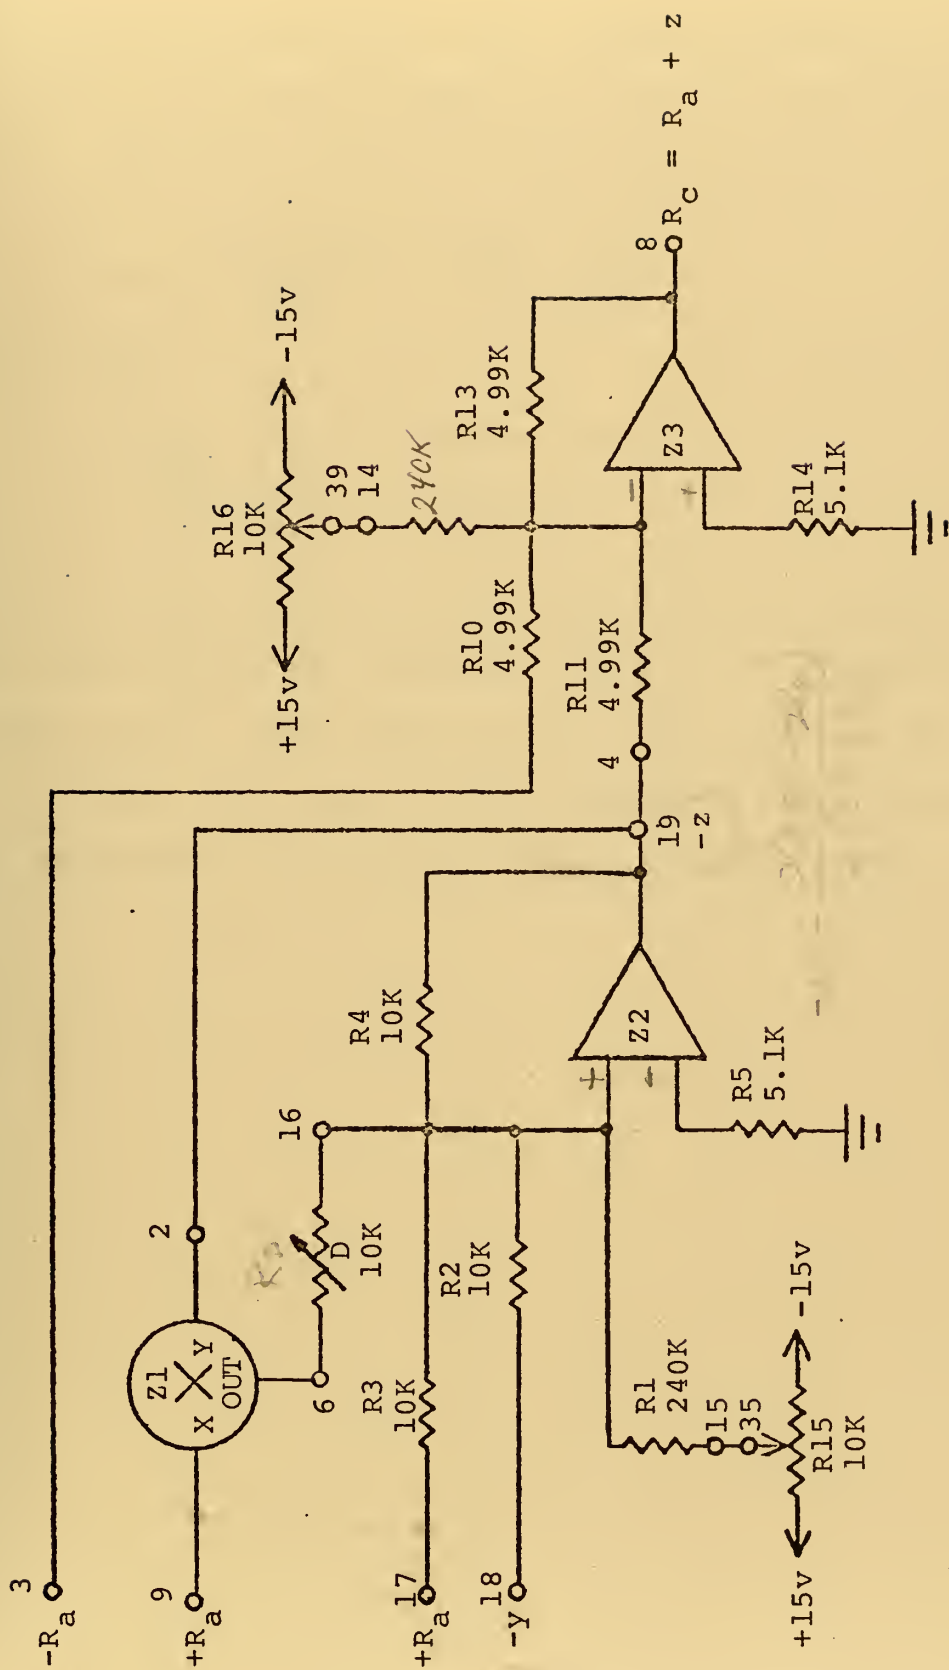 3
-Ra
9
+Ra
17
+Ra
18
-y
Z1
X Y
OUT
2
6
16
D
10K
R3
10K
R2
10K
R4
10K
R1
240K
15
35
R15
10K
+15v
-15v
+
-
Z2
R5
5.1K
19
-z
4
R11
4.99K
R10
4.99K
R13
4.99K
+15v
-15v
R16
10K
39
14
240K
-
+
Z3
R14
5.1K
8
Rc = Ra + z